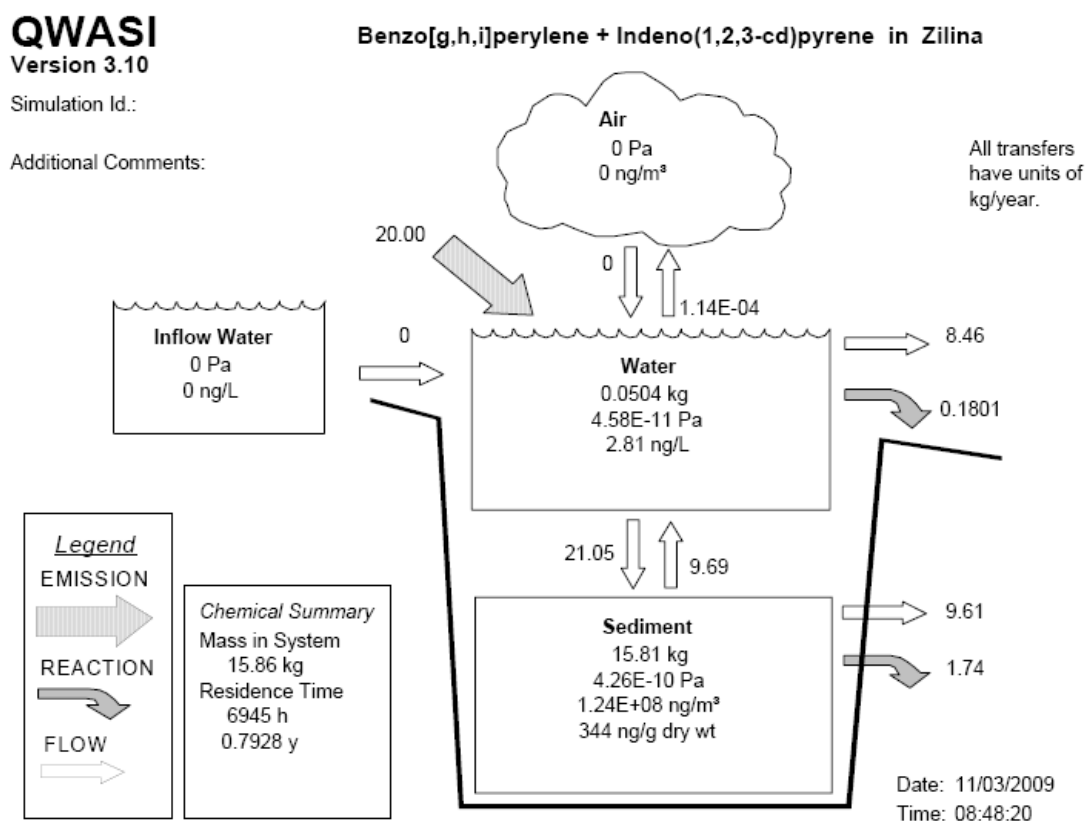 QWASI
Version 3.10
Benzo[g,h,i]perylene + Indeno(1,2,3-cd)pyrene in Zilina
Simulation Id.:
Additional Comments:
Air
0 Pa
0 ng/m³
All transfers
have units of
kg/year.
20.00
0
1.14E-04
Inflow Water
0 Pa
0 ng/L
0
Water
0.0504 kg
4.58E-11 Pa
2.81 ng/L
8.46
0.1801
21.05
9.69
Sediment
15.81 kg
4.26E-10 Pa
1.24E+08 ng/m³
344 ng/g dry wt
9.61
1.74
Legend
EMISSION
REACTION
FLOW
Chemical Summary
Mass in System
15.86 kg
Residence Time
6945 h
0.7928 y
Date: 11/03/2009
Time: 08:48:20